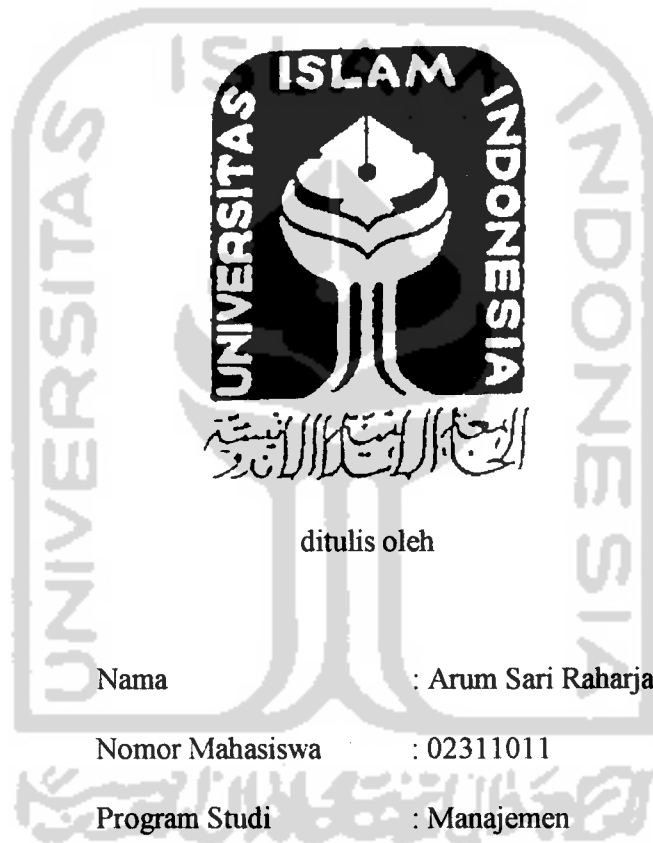 UNIVERSITAS ISLAM INDONESIA
ditulis oleh
Nama : Arum Sari Raharja
Nomor Mahasiswa : 02311011
Program Studi : Manajemen